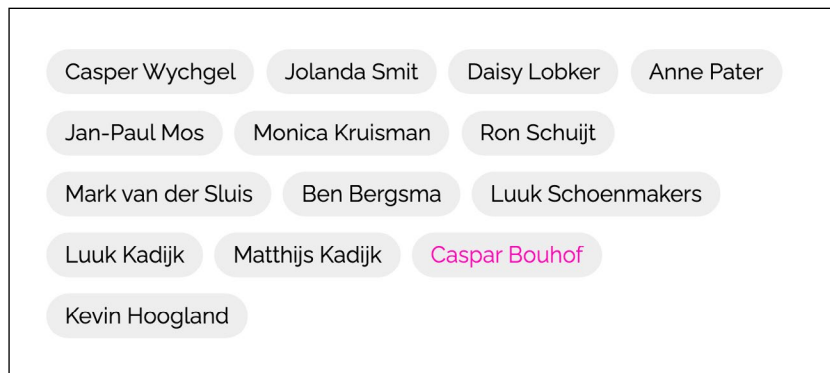 Casper Wychgel Jolanda Smit Daisy Lobker Anne Pater
Jan-Paul Mos Monica Kruisman Ron Schuijt
Mark van der Sluis Ben Bergsma Luuk Schoenmakers
Luuk Kadijk Matthijs Kadijk Caspar Bouhof
Kevin Hoogland